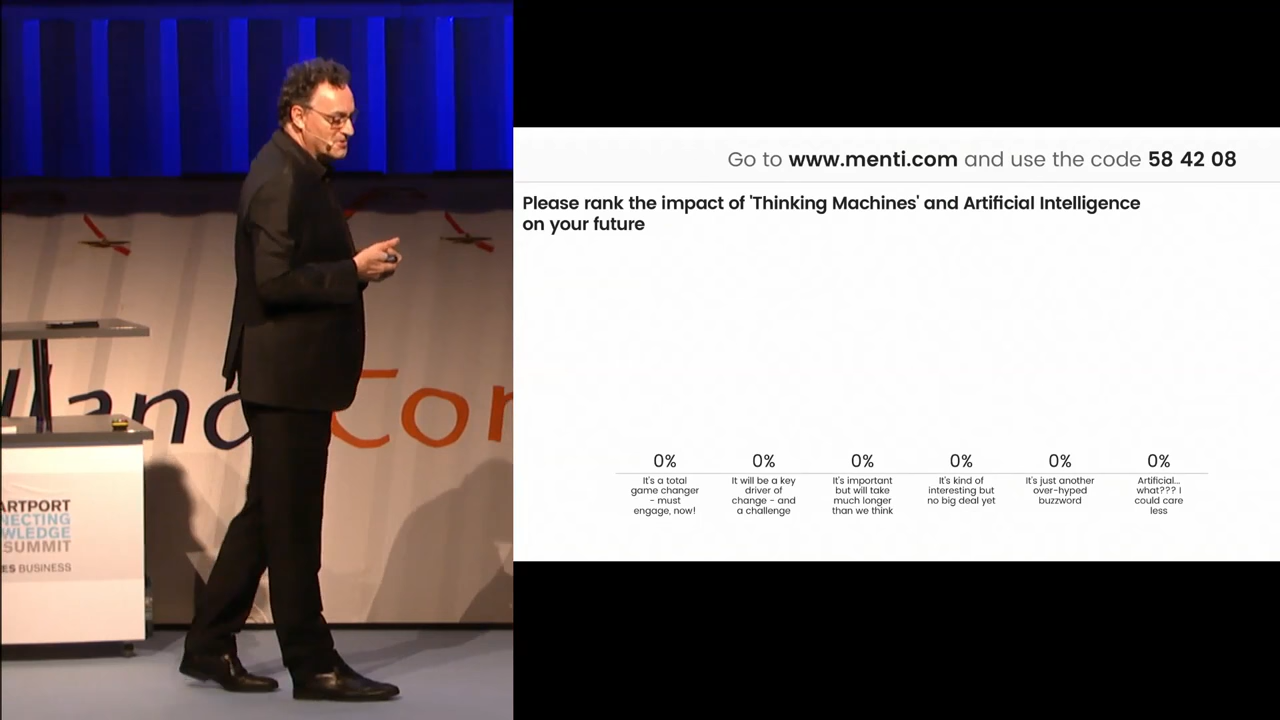 land Con
ARTPORT
NECTING
WLEDGE
SUMMIT
ES BUSINESS
Go to www.menti.com and use the code 58 42 08
Please rank the impact of 'Thinking Machines' and Artificial Intelligence
on your future
0% 0% 0% 0% 0% 0%
It's a total
game changer
- must
engage, now!
It will be a key
driver of
change - and
a challenge
It's important
but will take
much longer
than we think
It's kind of
interesting but
no big deal yet
It's just another
over-hyped
buzzword
Artificial...
what??? I
could care
less